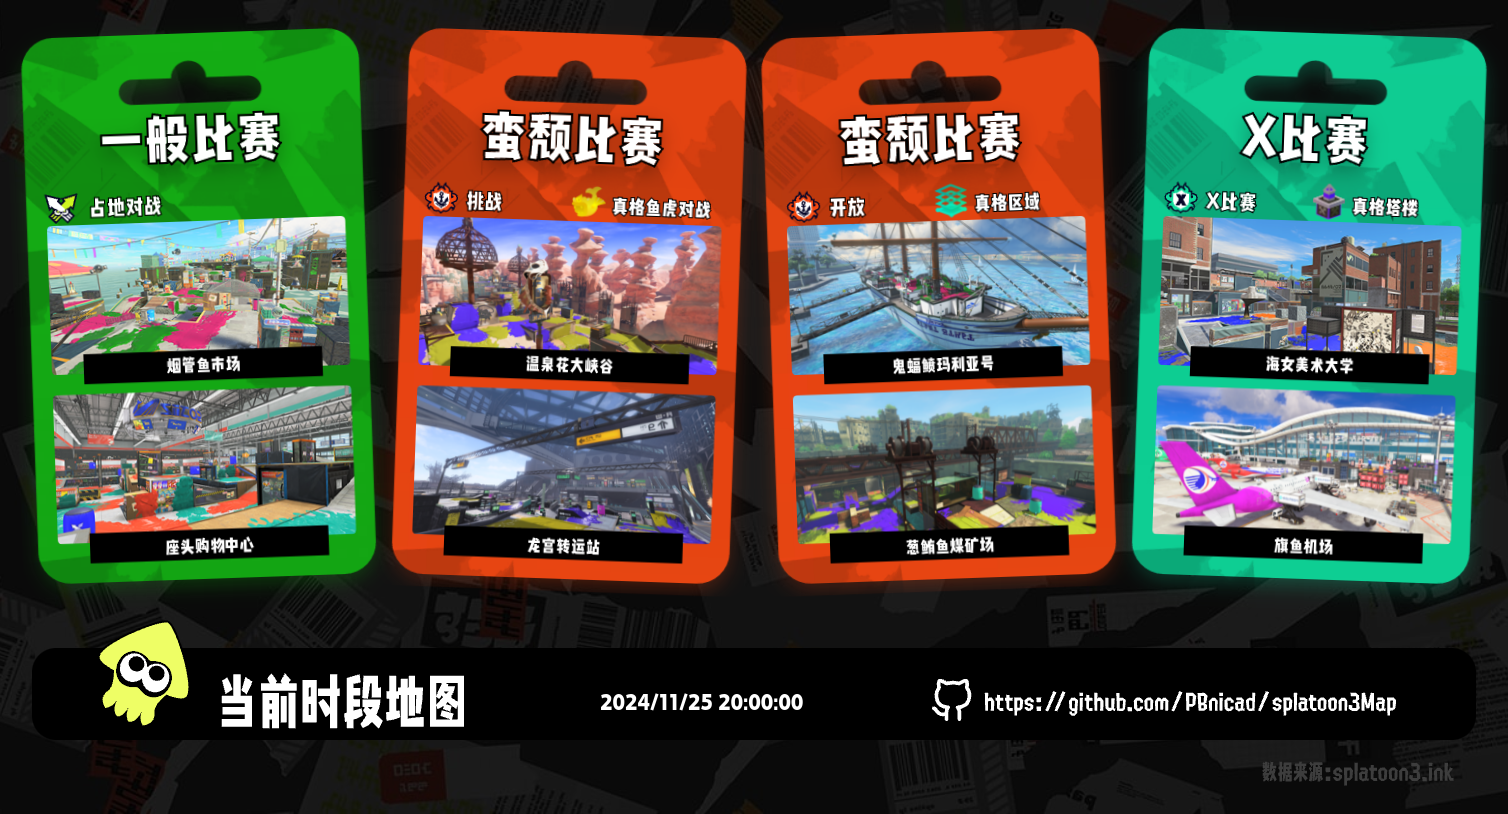 一般比赛
占地对战
烟管鱼市场
座头购物中心
蛮颓比赛
挑战
真格鱼虎对战
温泉花大峡谷
龙宫转运站
蛮颓比赛
开放
真格区域
鬼蝠鲼玛利亚号
葱鲔鱼煤矿场
X比赛
X比赛
真格塔楼
海女美术大学
旗鱼机场
当前时段地图
2024/11/25 20:00:00
https://github.com/PBnicad/splatoon3Map
数据来源:splatoon3.ink